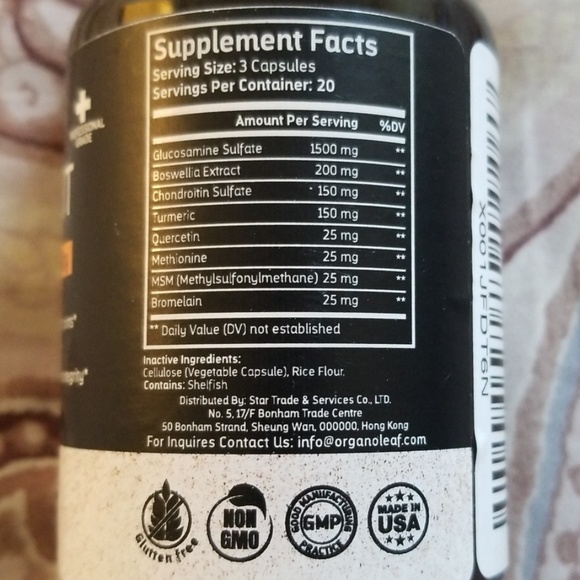 Supplement Facts
Serving Size: 3 Capsules
Servings Per Container: 20
Amount Per Serving %DV
Glucosamine Sulfate 1500 mg **
Boswellia Extract 200 mg **
Chondroitin Sulfate 150 mg **
Turmeric 150 mg **
Quercetin 25 mg **
Methionine 25 mg **
MSM (Methylsulfonylmethane) 25 mg **
Bromelain 25 mg **
** Daily Value (DV) not established
Inactive Ingredients:
Cellulose (Vegetable Capsule), Rice Flour.
Contains: Shelfish
Distributed By: Star Trade & Services Co., LTD.
No. 5, 17/F Bonham Trade Centre
50 Bonham Strand, Sheung Wan, 000000, Hong Kong
For Inquires Contact Us: info@organoleaf.com
Gluten free
NON
GMO
GOOD MANUFACTURING
GMP
PRACTICE
MADE IN
USA
X001JFDT6N